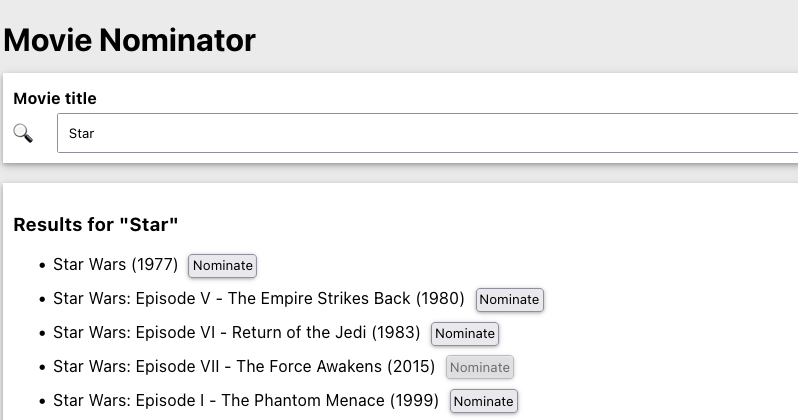 Movie Nominator
Movie title
Star
Results for "Star"
• Star Wars (1977) Nominate
• Star Wars: Episode V - The Empire Strikes Back (1980) Nominate
• Star Wars: Episode VI - Return of the Jedi (1983) Nominate
• Star Wars: Episode VII - The Force Awakens (2015) Nominate
• Star Wars: Episode I - The Phantom Menace (1999) Nominate